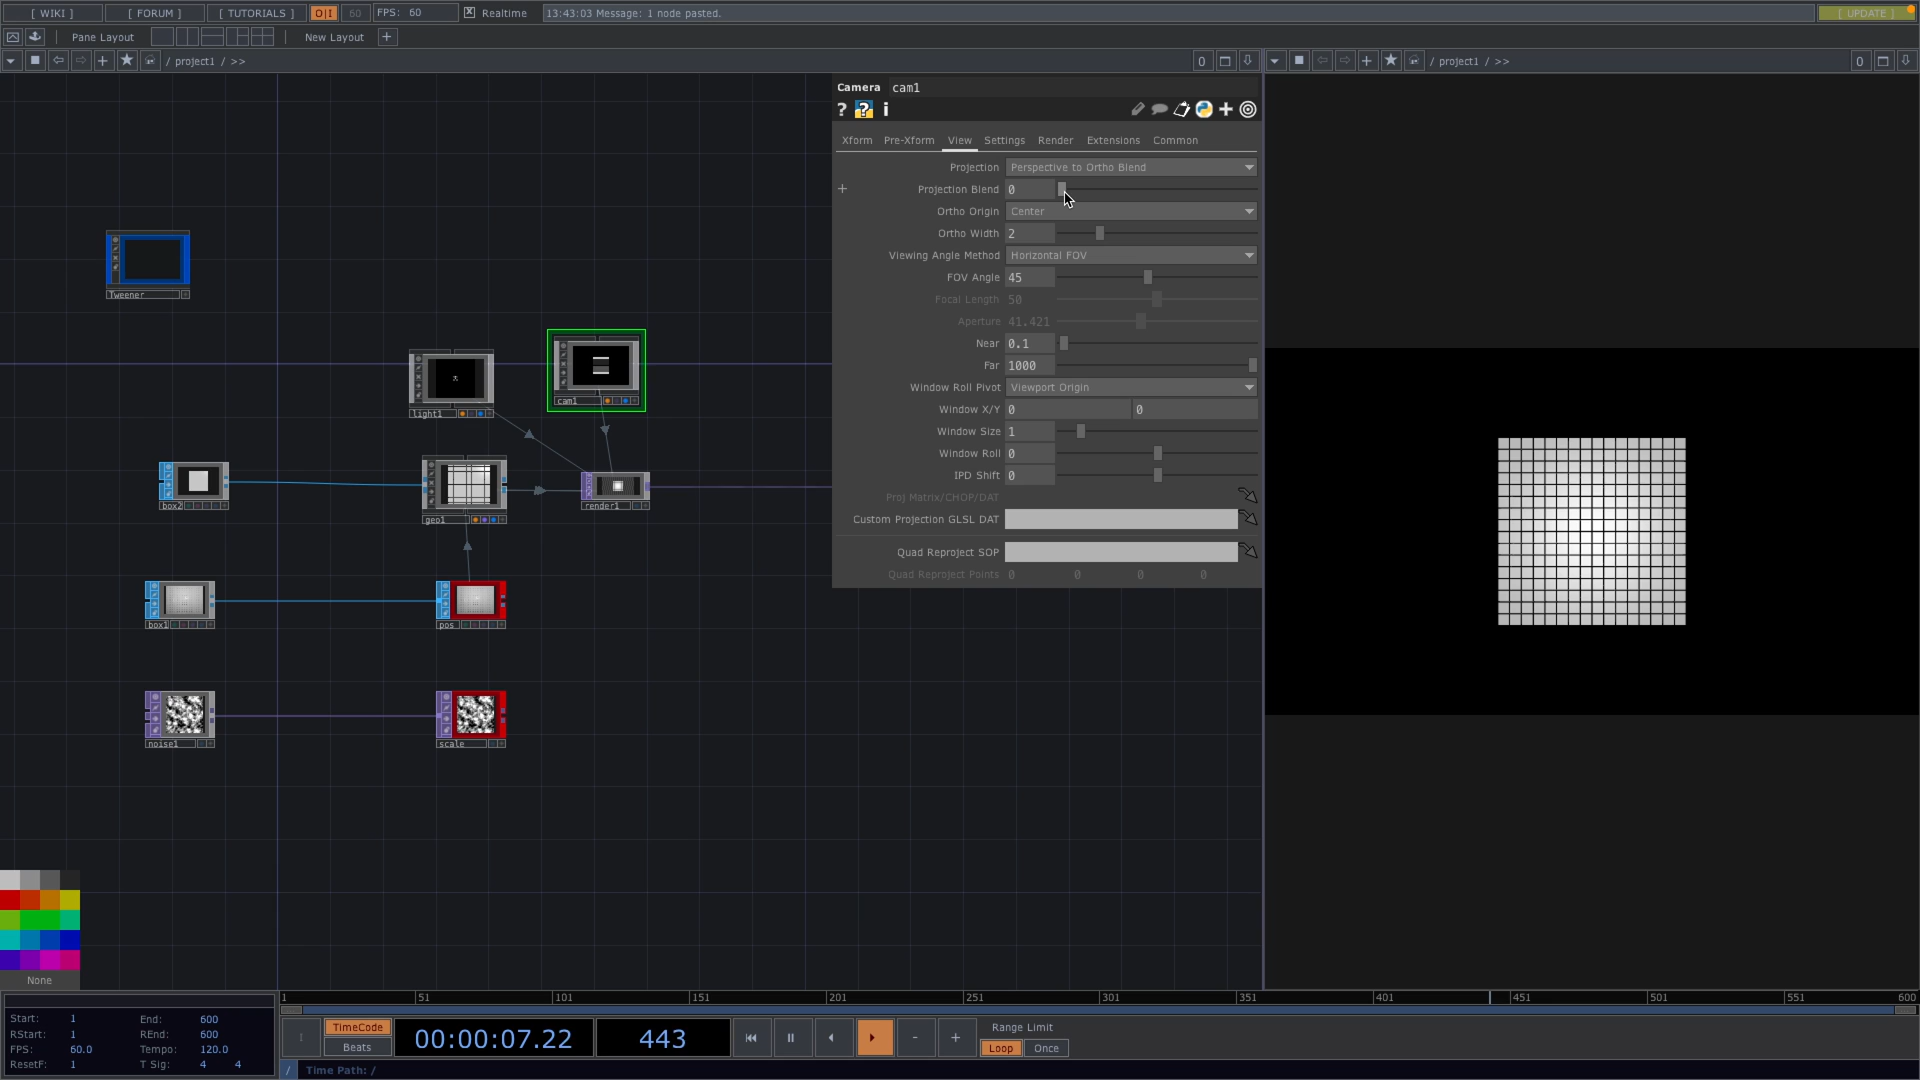 [ WIKI ] [ FORUM ] [ TUTORIALS ] O|I 60 FPS: 60 Realtime 13:43:03 Message: 1 node pasted. [ UPDATE ]
Pane Layout New Layout +
/ project1 / >> 0 / project1 / >> 0
Camera cam1
? ? i
Xform Pre-Xform View Settings Render Extensions Common
Projection Perspective to Ortho Blend
+ Projection Blend 0
Ortho Origin Center
Ortho Width 2
Viewing Angle Method Horizontal FOV
FOV Angle 45
Focal Length 50
Aperture 41.421
Near 0.1
Far 1000
Window Roll Pivot Viewport Origin
Window X/Y 0 0
Window Size 1
Window Roll 0
IPD Shift 0
Proj Matrix/CHOP/DAT
Custom Projection GLSL DAT
Quad Reproject SOP
Quad Reproject Points 0 0 0 0
Tweener
light1
cam1
box2
geo1
render1
box1
pos
noise1
scale
None
1 51 101 151 201 251 301 351 401 451 501 551 600
Start: 1 End: 600
RStart: 1 REnd: 600
FPS: 60.0 Tempo: 120.0
ResetF: 1 T Sig: 4 4
TimeCode
Beats
00:00:07.22
443
- +
Range Limit
Loop Once
/ Time Path: /